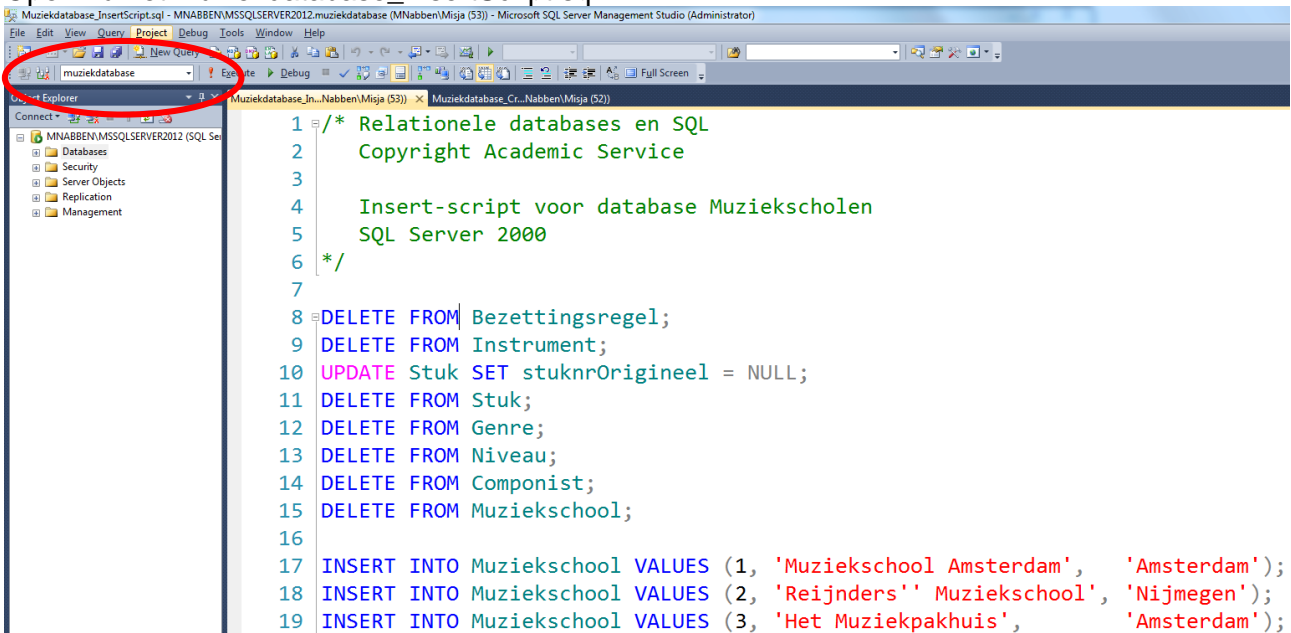 Muziekdatabase_InsertScript.sql - MNABBEN\MSSQLSERVER2012.muziekdatabase (MNabben\Misja (53)) - Microsoft SQL Server Management Studio (Administrator)
File Edit View Query Project Debug Tools Window Help
New Query
muziekdatabase Execute Debug Full Screen
Object Explorer
Muziekdatabase_In...Nabben\Misja (53)) Muziekdatabase_Cr...Nabben\Misja (52))
Connect
MNABBEN\MSSQLSERVER2012 (SQL Ser
Databases
Security
Server Objects
Replication
Management
1 /* Relationele databases en SQL
2 Copyright Academic Service
3
4 Insert-script voor database Muziekscholen
5 SQL Server 2000
6 */
7
8 DELETE FROM Bezettingsregel;
9 DELETE FROM Instrument;
10 UPDATE Stuk SET stuknrOrigineel = NULL;
11 DELETE FROM Stuk;
12 DELETE FROM Genre;
13 DELETE FROM Niveau;
14 DELETE FROM Componist;
15 DELETE FROM Muziekschool;
16
17 INSERT INTO Muziekschool VALUES (1, 'Muziekschool Amsterdam', 'Amsterdam');
18 INSERT INTO Muziekschool VALUES (2, 'Reijnders'' Muziekschool', 'Nijmegen');
19 INSERT INTO Muziekschool VALUES (3, 'Het Muziekpakhuis', 'Amsterdam');